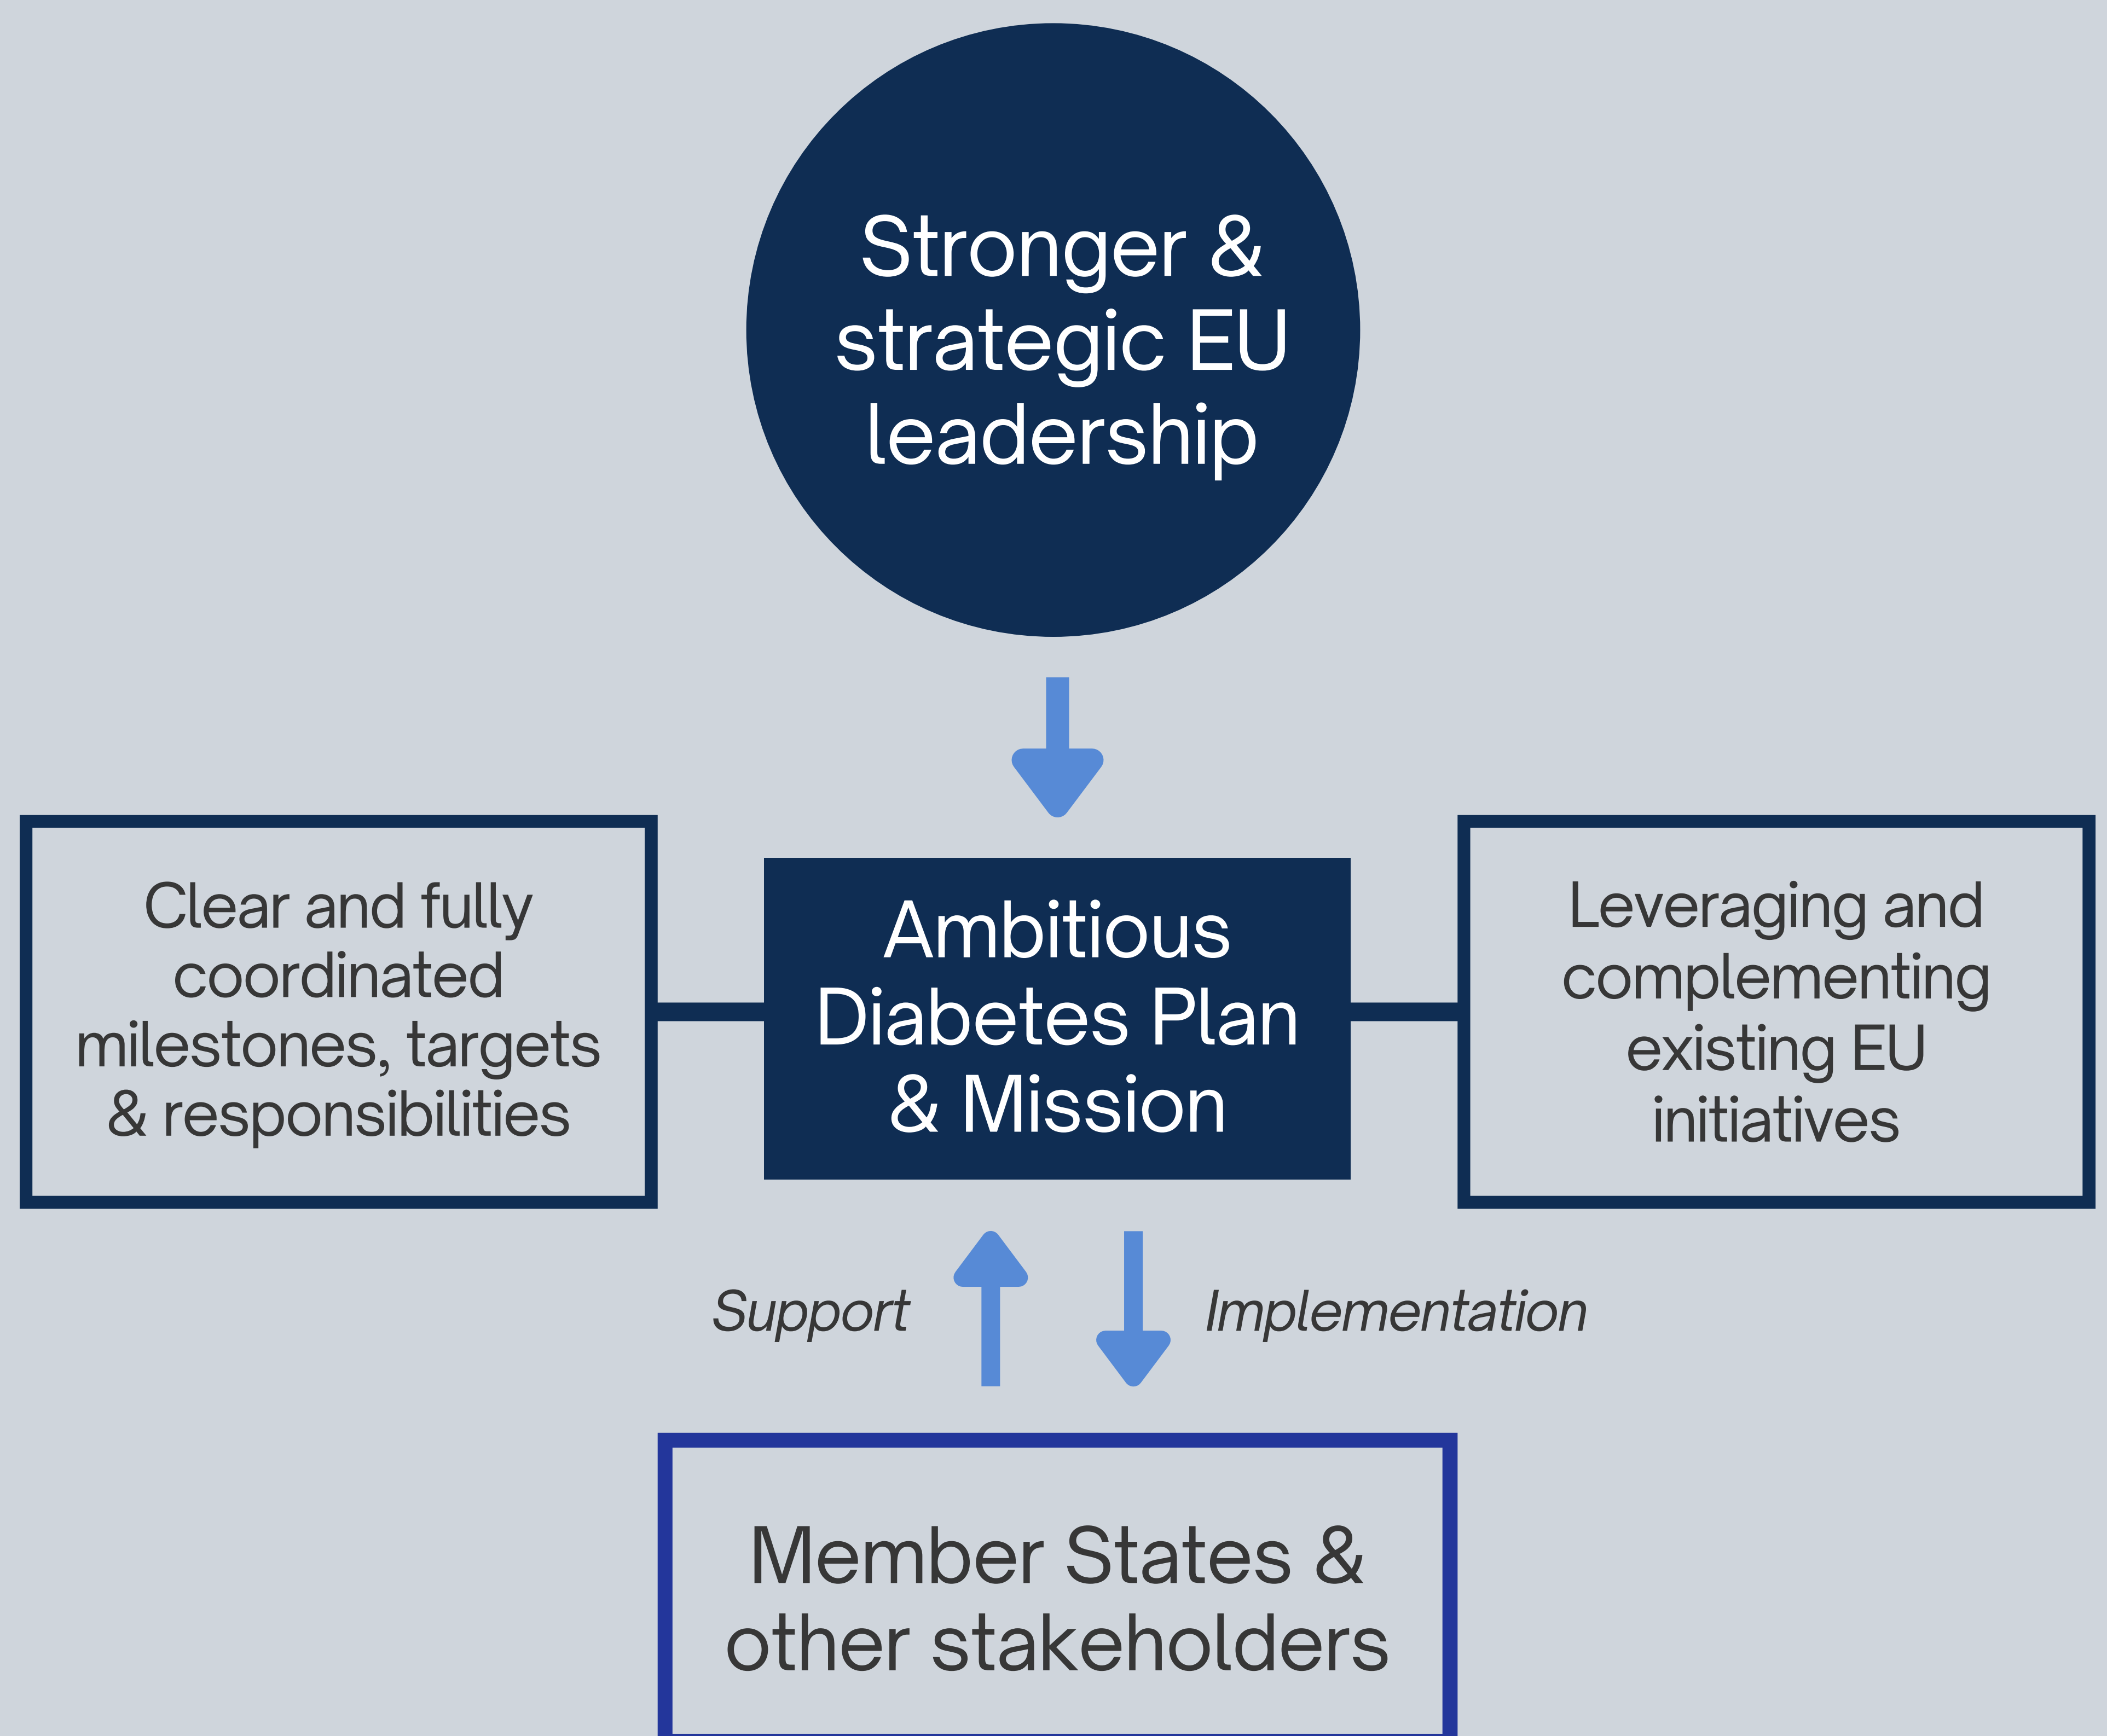 Stronger &
strategic EU
leadership
Clear and fully
coordinated
milestones, targets
& responsibilities
Ambitious
Diabetes Plan
& Mission
Leveraging and
complementing
existing EU
initiatives
Support
Implementation
Member States &
other stakeholders